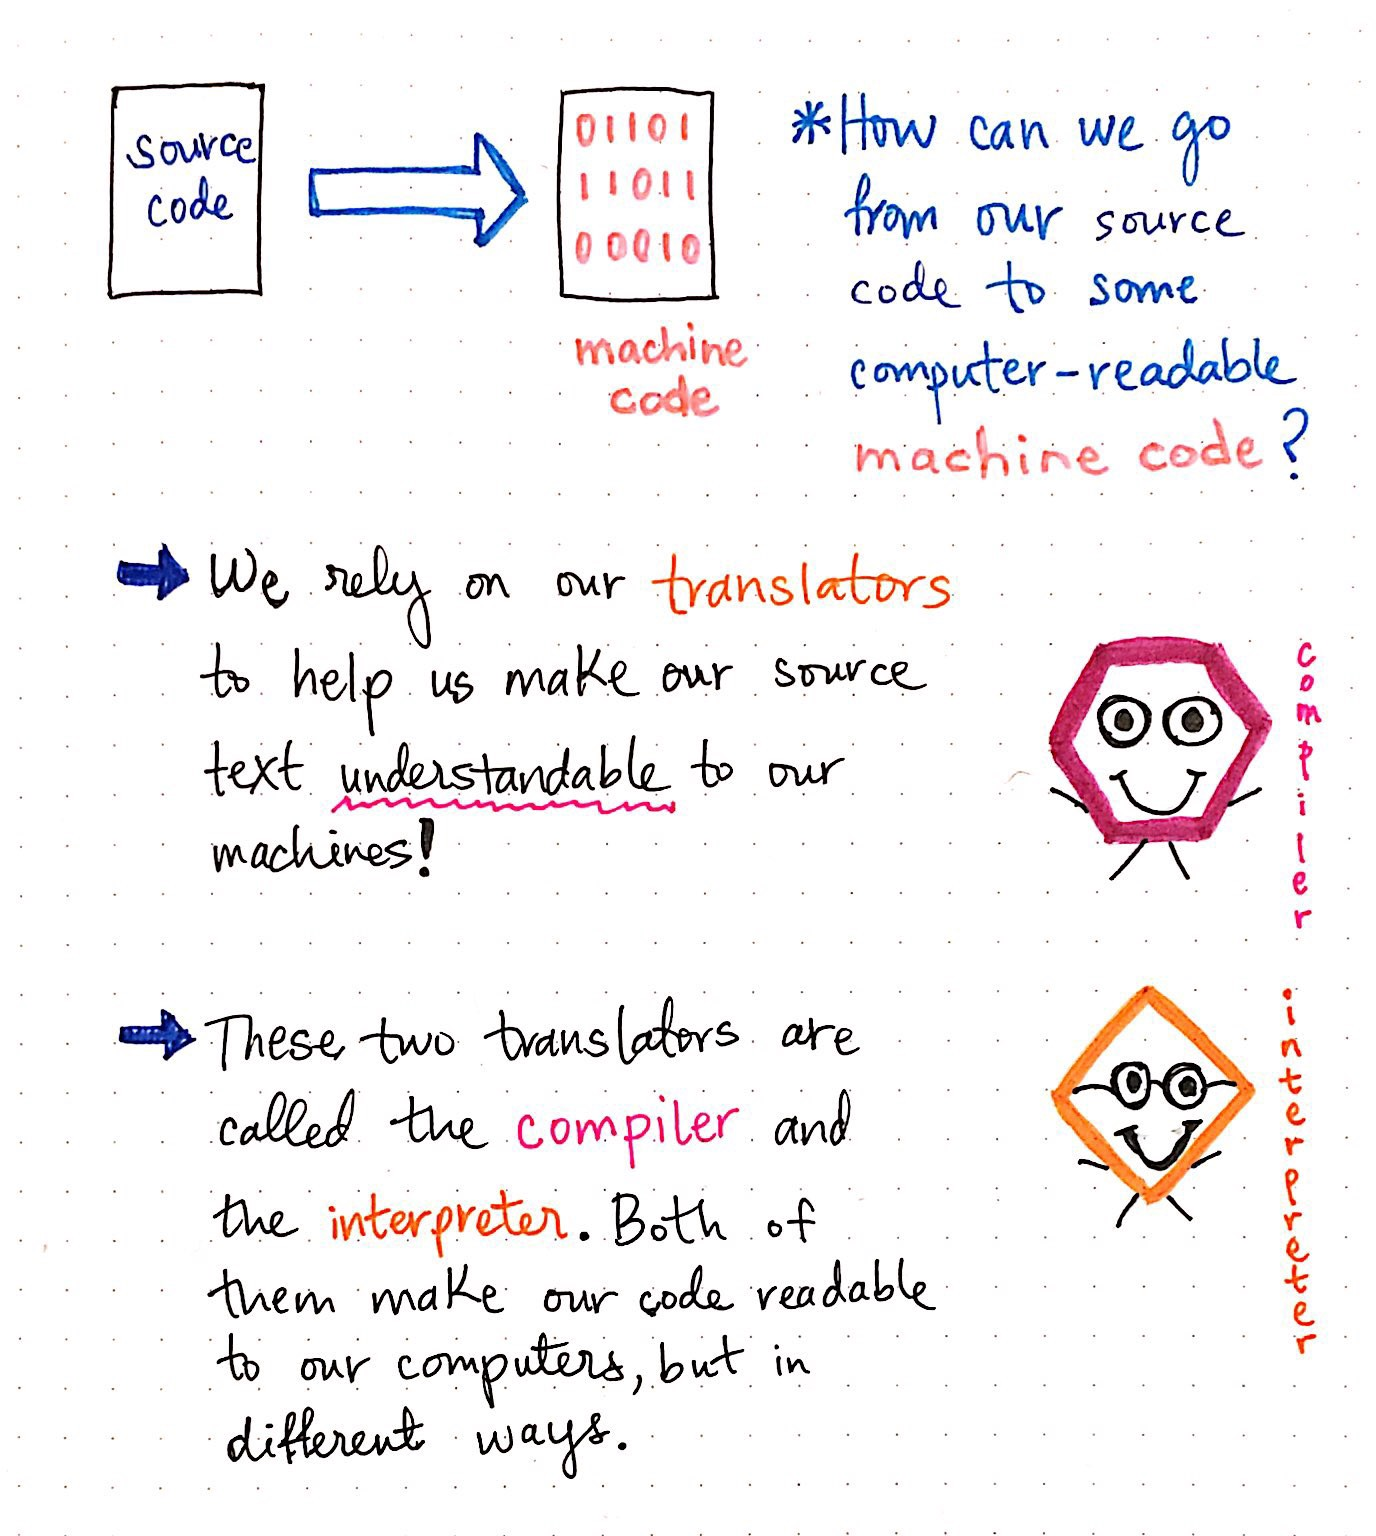 source
code
01101
11011
00010
machine
code
*How can we go
from our source
code to some
computer-readable
machine code?
We rely on our translators
to help us make our source
text understandable to our
machines!
compiler
These two translators are
called the compiler and
the interpreter. Both of
them make our code readable
to our computers, but in
different ways.
interpreter